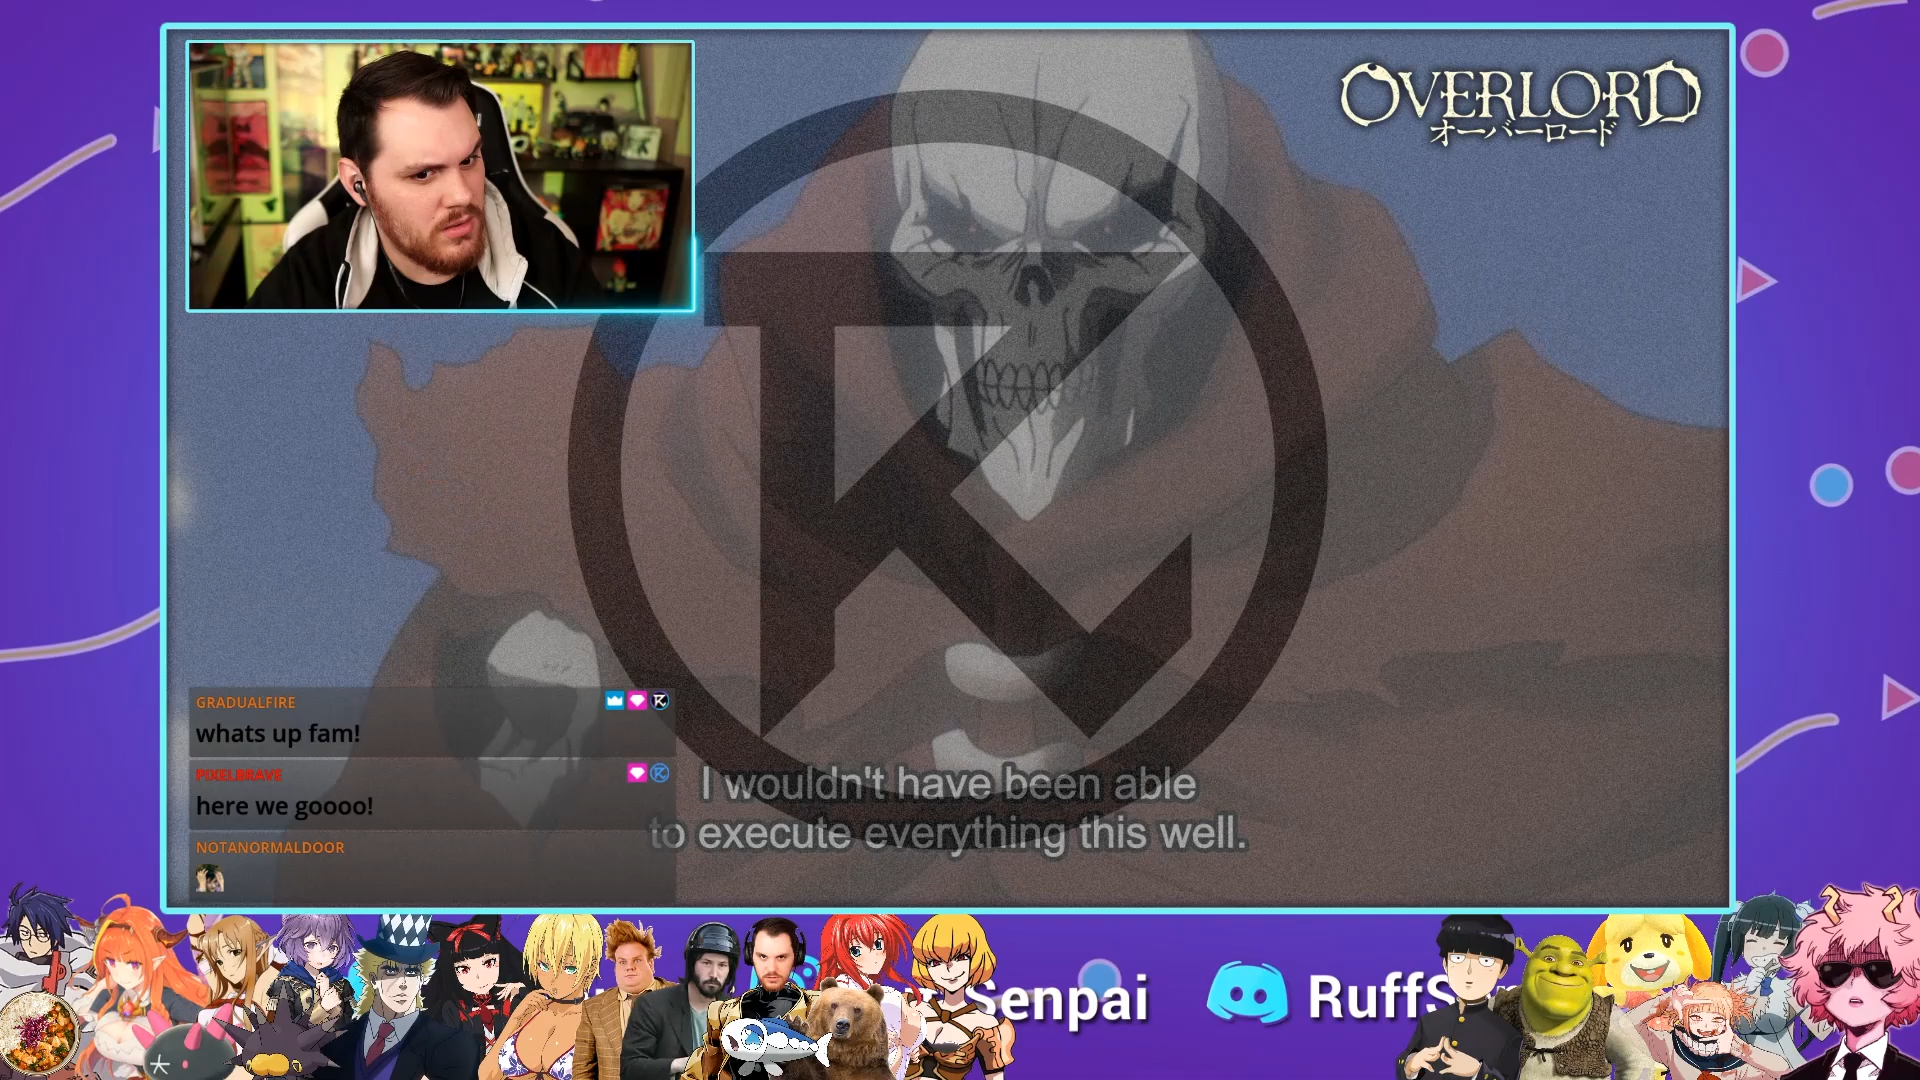 OVERLORD
オーバーロード
GRADUALFIRE
whats up fam!
PIXELBRAVE
here we goooo!
NOTANORMALDOOR
I wouldn't have been able
to execute everything this well.
Senpai
RuffS